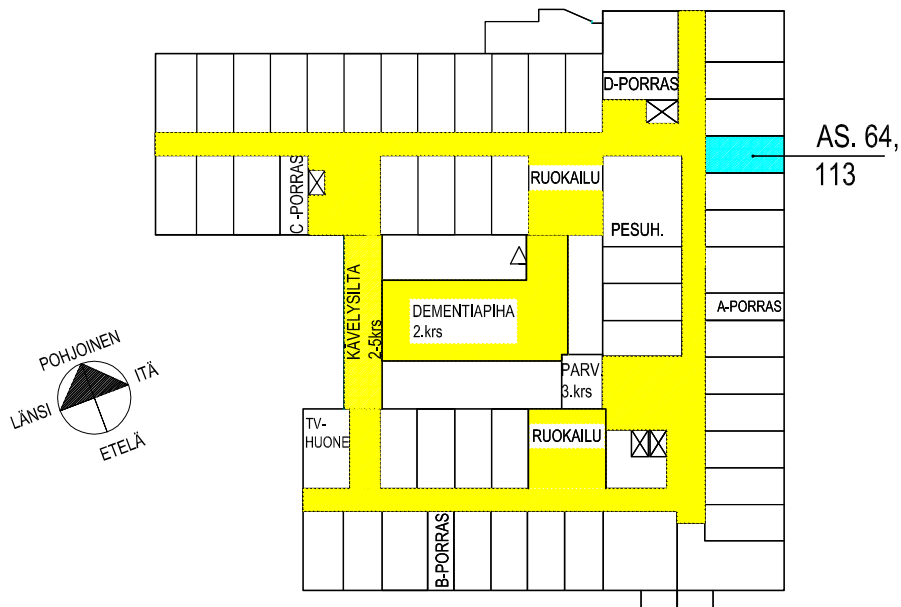 D-PORRAS
AS. 64,
113
C -PORRAS
RUOKAILU
PESUH.
KÄVELYSILTA
2-5krs
DEMENTIAPIHA
2.krs
A-PORRAS
POHJOINEN
ITÄ
LÄNSI
ETELÄ
PARV
3.krs
TV-
HUONE
RUOKAILU
B-PORRAS